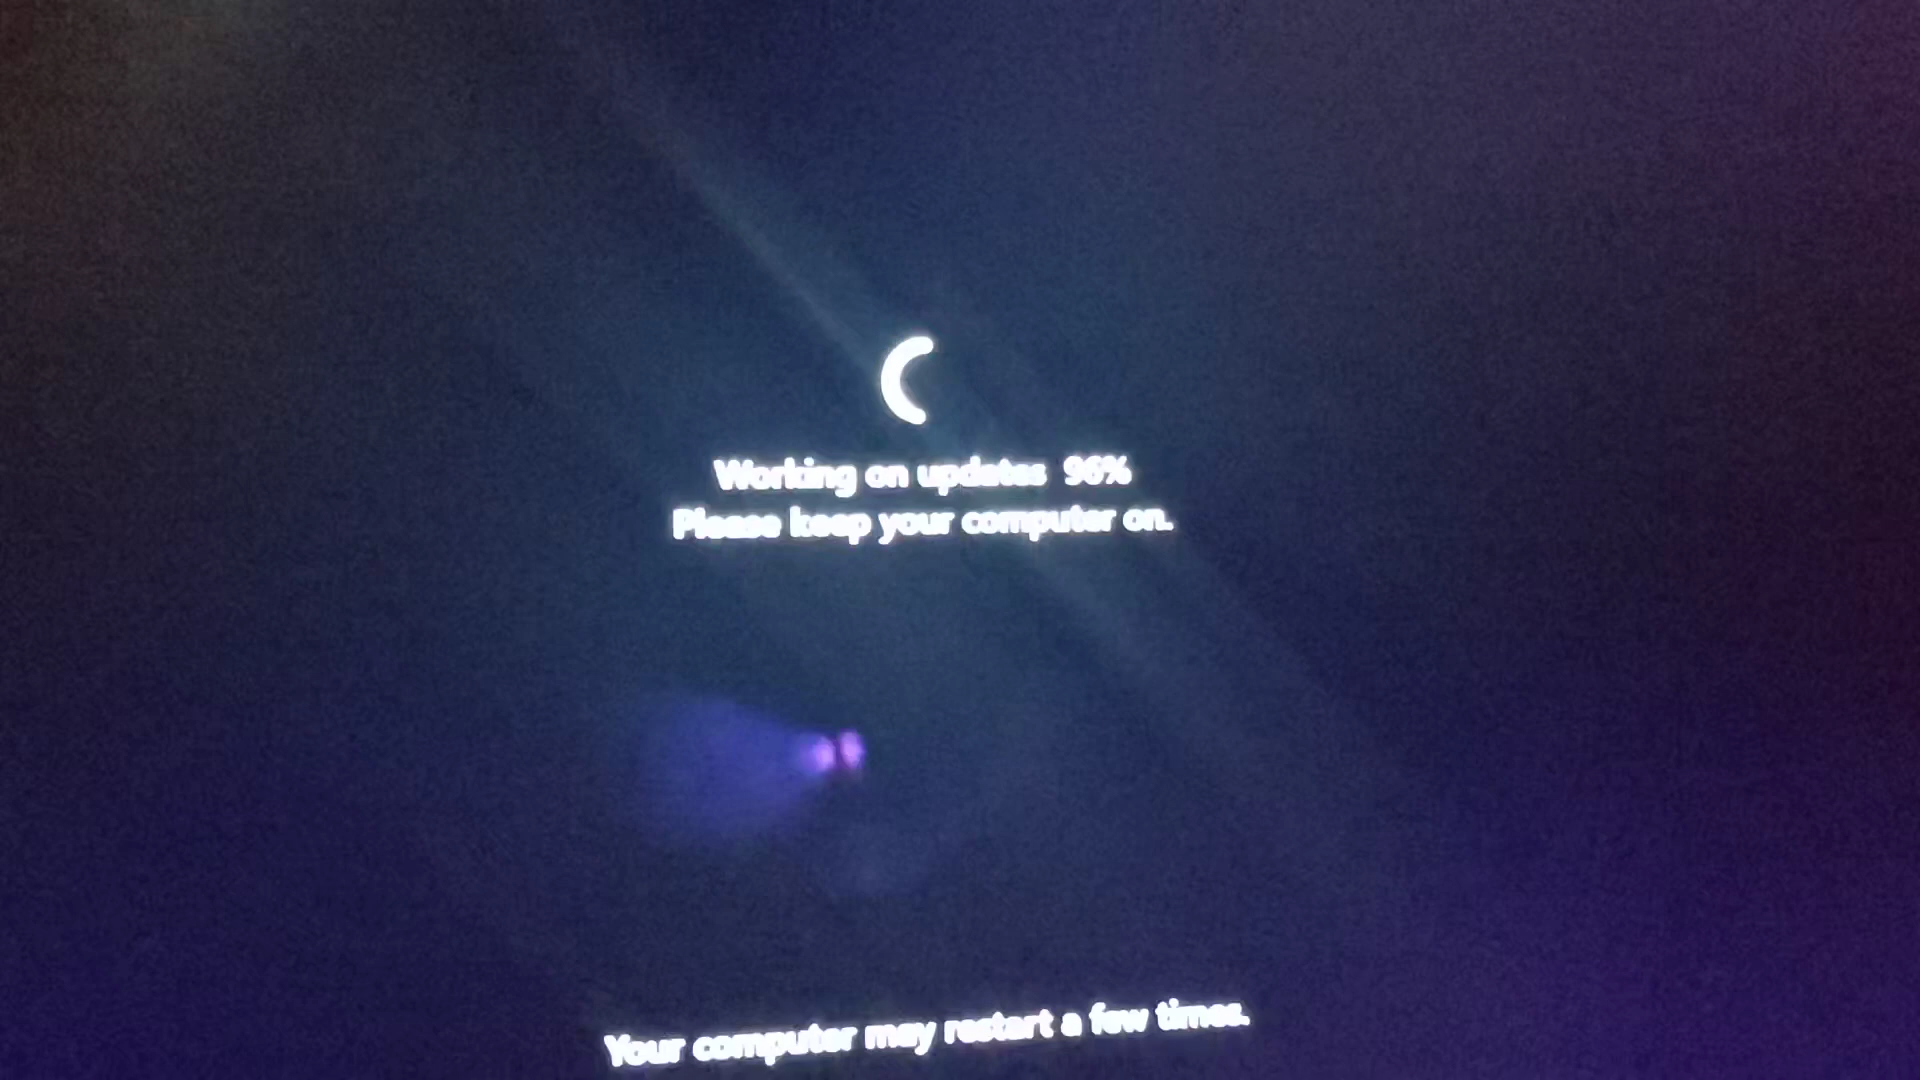 Working on updates 96%
Please keep your computer on.
Your computer may restart a few times.